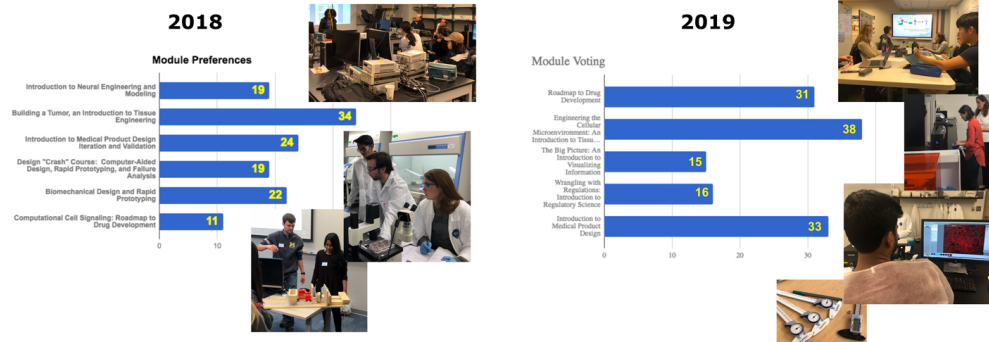 2018
Module Preferences
Introduction to Neural Engineering and
Modeling
19
Building a Tumor, an Introduction to Tissue
Engineering
34
Introduction to Medical Product Design
Iteration and Validation
24
Design "Crash" Course: Computer-Aided
Design, Rapid Prototyping, and Failure
Analysis
19
Biomechanical Design and Rapid
Prototyping
22
Computational Cell Signaling: Roadmap to
Drug Development
11
0
10
2019
Module Voting
Roadmap to Drug
Development
31
Engineering the
Cellular
Microenvironment: An
Introduction to Tissu…
38
The Big Picture: An
Introduction to
Visualizing
Information
15
Wrangling with
Regulations:
Introduction to
Regulatory Science
16
Introduction to
Medical Product
Design
33
0
10
20
30